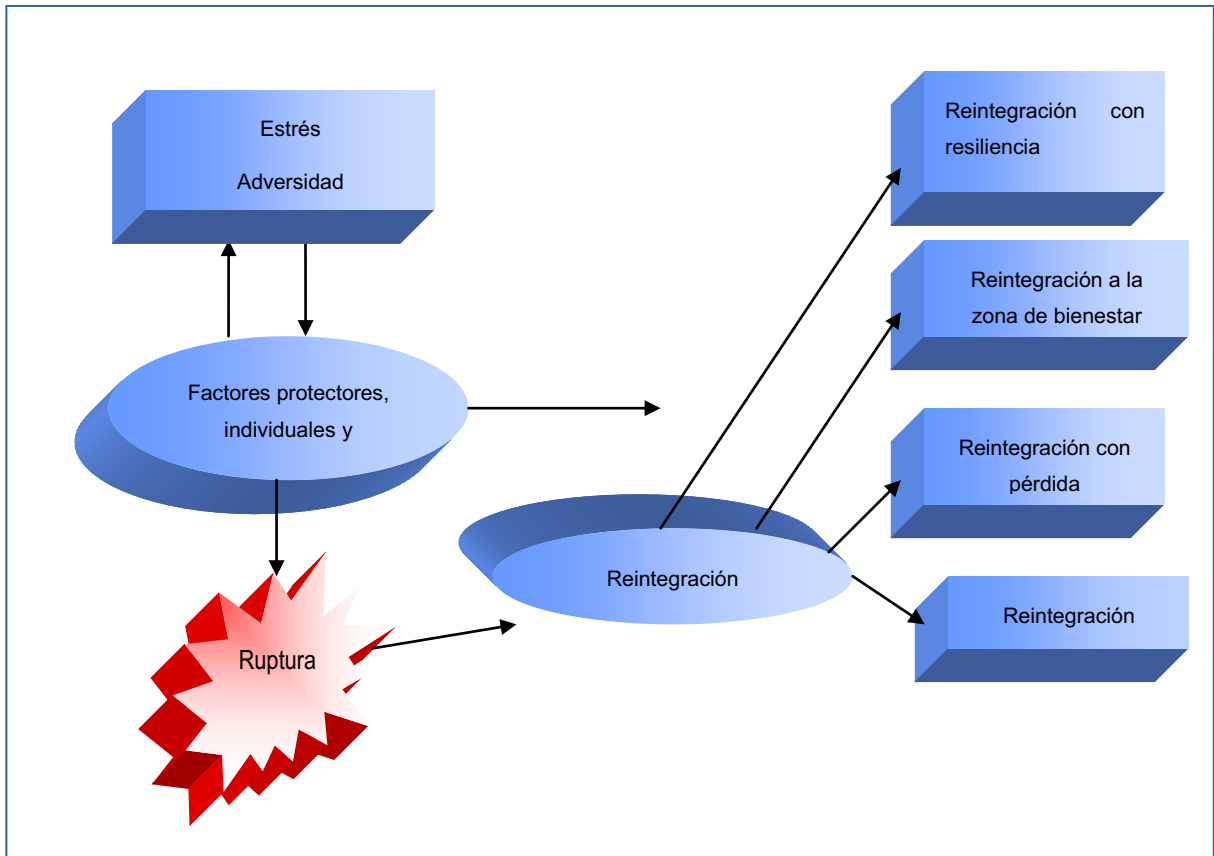 Estrés
Adversidad
Factores protectores,
individuales y
Ruptura
Reintegración
Reintegración con
resiliencia
Reintegración a la
zona de bienestar
Reintegración con
pérdida
Reintegración